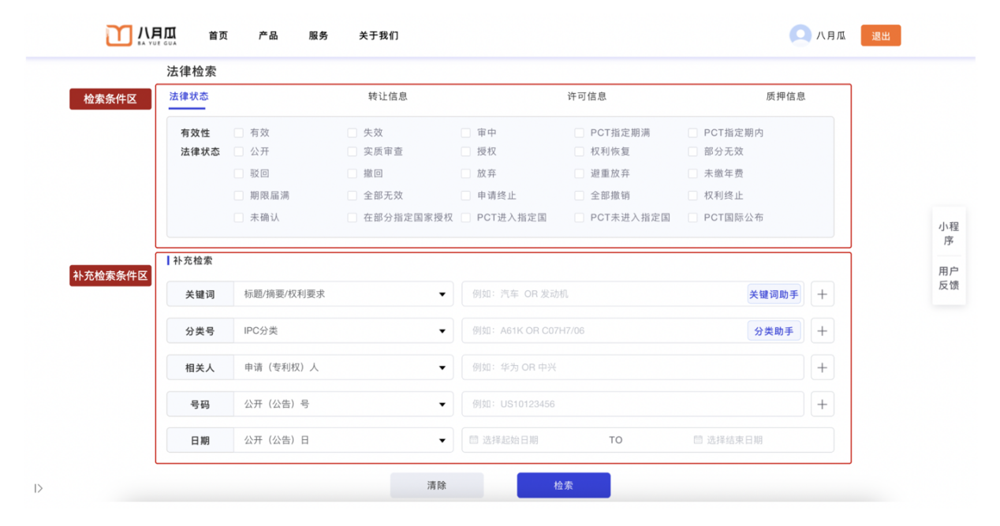 八月瓜 首页 产品 服务 关于我们 八月瓜 退出
BA YUE GUA
法律检索
检索条件区
法律状态 转让信息 许可信息 质押信息
有效性 有效 失效 审中 PCT指定期满 PCT指定期内
法律状态 公开 实质审查 授权 权利恢复 部分无效
驳回 撤回 放弃 避重放弃 未缴年费
期限届满 全部无效 申请终止 全部撤销 权利终止
未确认 在部分指定国家授权 PCT进入指定国 PCT未进入指定国 PCT国际公布
小程
序
用户
反馈
补充检索
补充检索条件区
关键词 标题/摘要/权利要求 例如：汽车 OR 发动机 关键词助手
分类号 IPC分类 例如：A61K OR C07H7/06 分类助手
相关人 申请（专利权）人 例如：华为 OR 中兴
号码 公开（公告）号 例如：US10123456
日期 公开（公告）日 选择起始日期 TO 选择结束日期
清除 检索